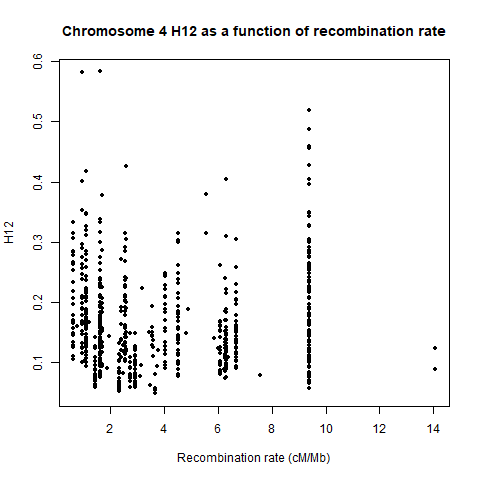 Chromosome 4 H12 as a function of recombination rate
0.6
0.5
0.4
0.3
0.2
0.1
H12
2 4 6 8 10 12 14
Recombination rate (cM/Mb)